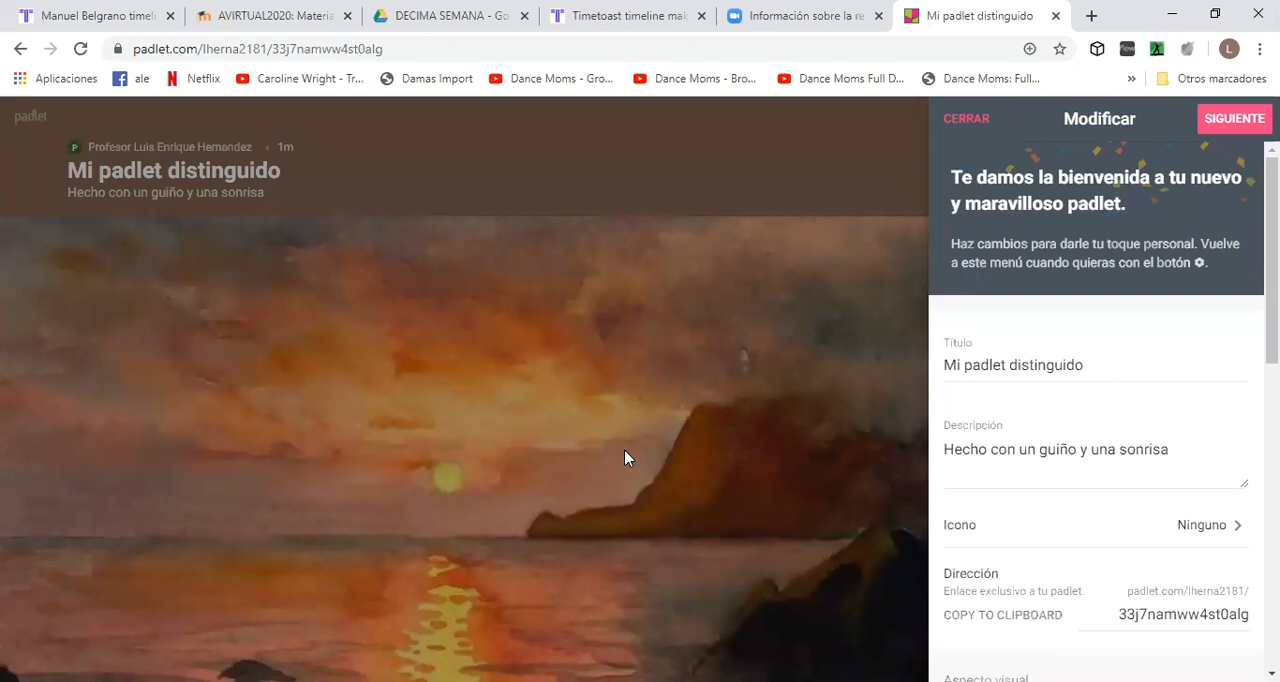 Manuel Belgrano timeli
AVIRTUAL2020: Materia
DECIMA SEMANA - Go
Timetoast timeline mak
Información sobre la re
Mi padlet distinguido
padlet.com/lherna2181/33j7namww4st0alg
L
Aplicaciones
ale
Netflix
Caroline Wright - Tr...
Damas Import
Dance Moms - Gro...
Dance Moms - Bro...
Dance Moms Full D...
Dance Moms: Full...
»
Otros marcadores
padlet
P Profesor Luis Enrique Hernandez • 1m
Mi padlet distinguido
Hecho con un guiño y una sonrisa
CERRAR
Modificar
SIGUIENTE
Te damos la bienvenida a tu nuevo
y maravilloso padlet.
Haz cambios para darle tu toque personal. Vuelve
a este menú cuando quieras con el botón .
Título
Mi padlet distinguido
Descripción
Hecho con un guiño y una sonrisa
Icono Ninguno
Dirección
Enlace exclusivo a tu padlet. padlet.com/lherna2181/
COPY TO CLIPBOARD 33j7namww4st0alg
Aspecto visual